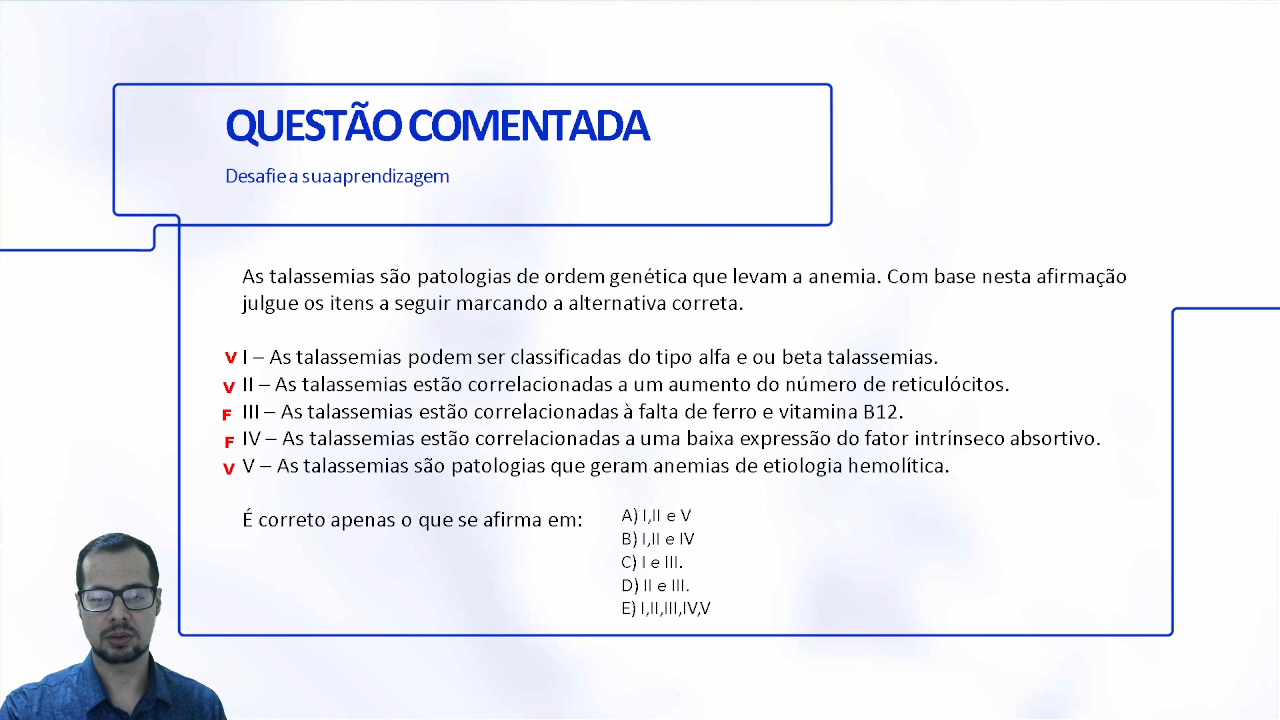 QUESTÃO COMENTADA
Desafie a sua aprendizagem
As talassemias são patologias de ordem genética que levam a anemia. Com base nesta afirmação
julgue os itens a seguir marcando a alternativa correta.
V I – As talassemias podem ser classificadas do tipo alfa e ou beta talassemias.
V II – As talassemias estão correlacionadas a um aumento do número de reticulócitos.
F III – As talassemias estão correlacionadas à falta de ferro e vitamina B12.
F IV – As talassemias estão correlacionadas a uma baixa expressão do fator intrínseco absortivo.
V V – As talassemias são patologias que geram anemias de etiologia hemolítica.
É correto apenas o que se afirma em:
A) I,II e V
B) I,II e IV
C) I e III.
D) II e III.
E) I,II,III,IV,V